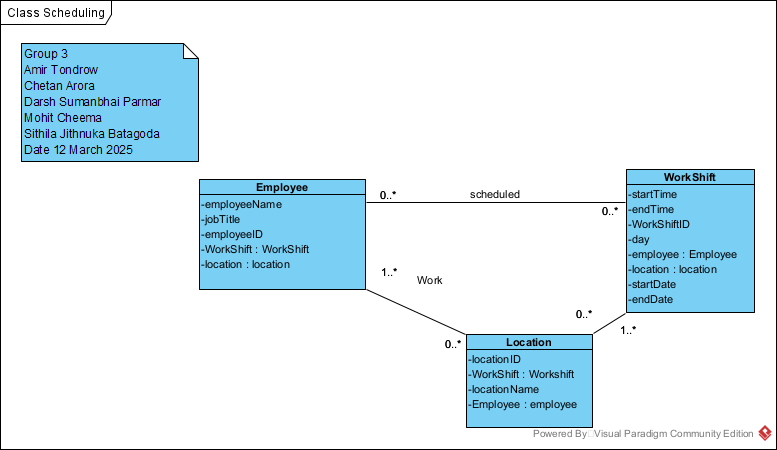 Class Scheduling
Group 3
Amir Tondrow
Chetan Arora
Darsh Sumanbhai Parmar
Mohit Cheema
Sithila Jithnuka Batagoda
Date 12 March 2025
Employee
-employeeName
-jobTitle
-employeeID
-WorkShift : WorkShift
-location : location
0..*
scheduled
0..*
WorkShift
-startTime
-endTime
-WorkShiftID
-day
-employee : Employee
-location : location
-startDate
-endDate
1..*
Work
0..*
0..*
1..*
Location
-locationID
-WorkShift : Workshift
-locationName
-Employee : employee
Powered By Visual Paradigm Community Edition